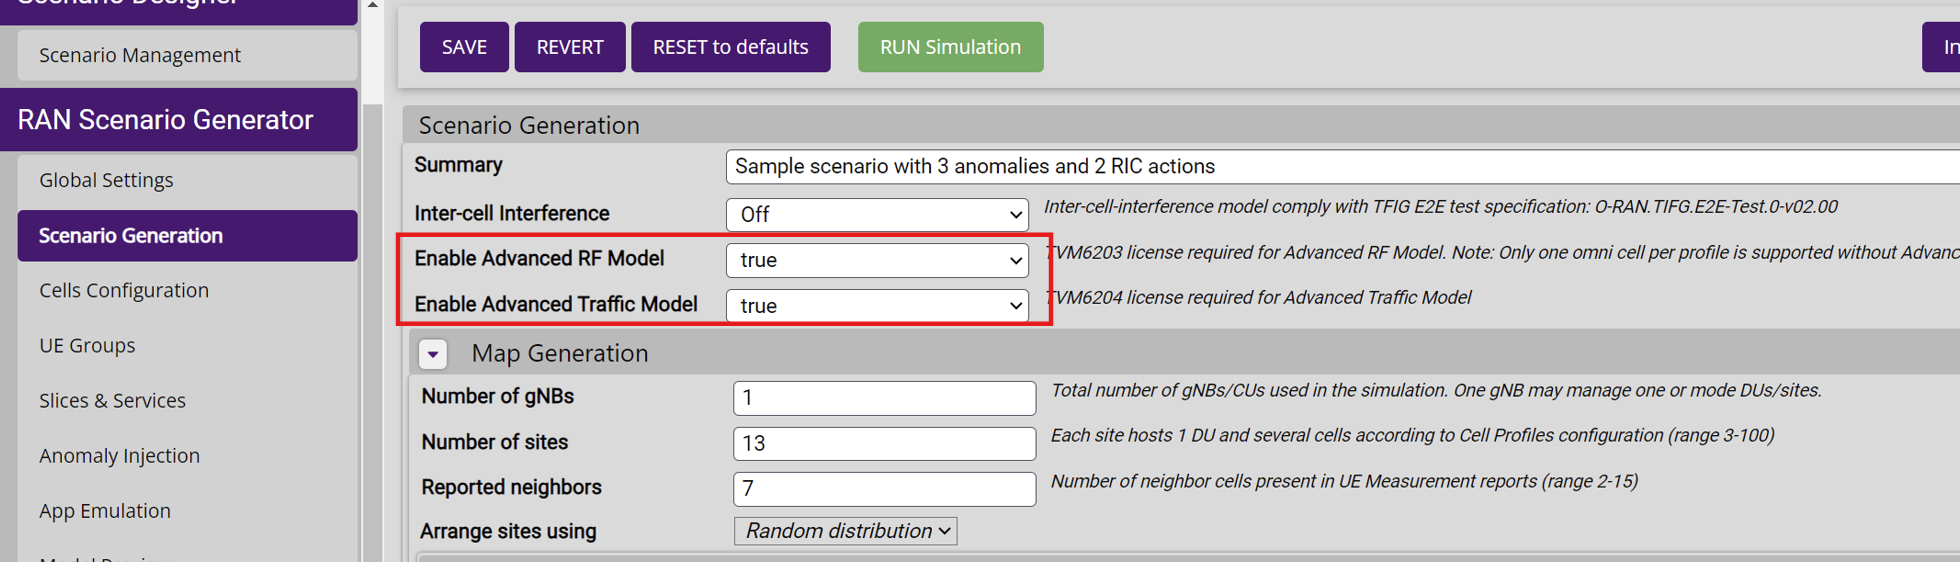 Scenario Designer
Scenario Management
RAN Scenario Generator
Global Settings
Scenario Generation
Cells Configuration
UE Groups
Slices & Services
Anomaly Injection
App Emulation
SAVE REVERT RESET to defaults RUN Simulation In
Scenario Generation
Summary Sample scenario with 3 anomalies and 2 RIC actions
Inter-cell Interference Off Inter-cell-interference model comply with TFIG E2E test specification: O-RAN.TIFG.E2E-Test.0-v02.00
Enable Advanced RF Model true TVM6203 license required for Advanced RF Model. Note: Only one omni cell per profile is supported without Advanc
Enable Advanced Traffic Model true TVM6204 license required for Advanced Traffic Model
Map Generation
Number of gNBs 1 Total number of gNBs/CUs used in the simulation. One gNB may manage one or mode DUs/sites.
Number of sites 13 Each site hosts 1 DU and several cells according to Cell Profiles configuration (range 3-100)
Reported neighbors 7 Number of neighbor cells present in UE Measurement reports (range 2-15)
Arrange sites using Random distribution